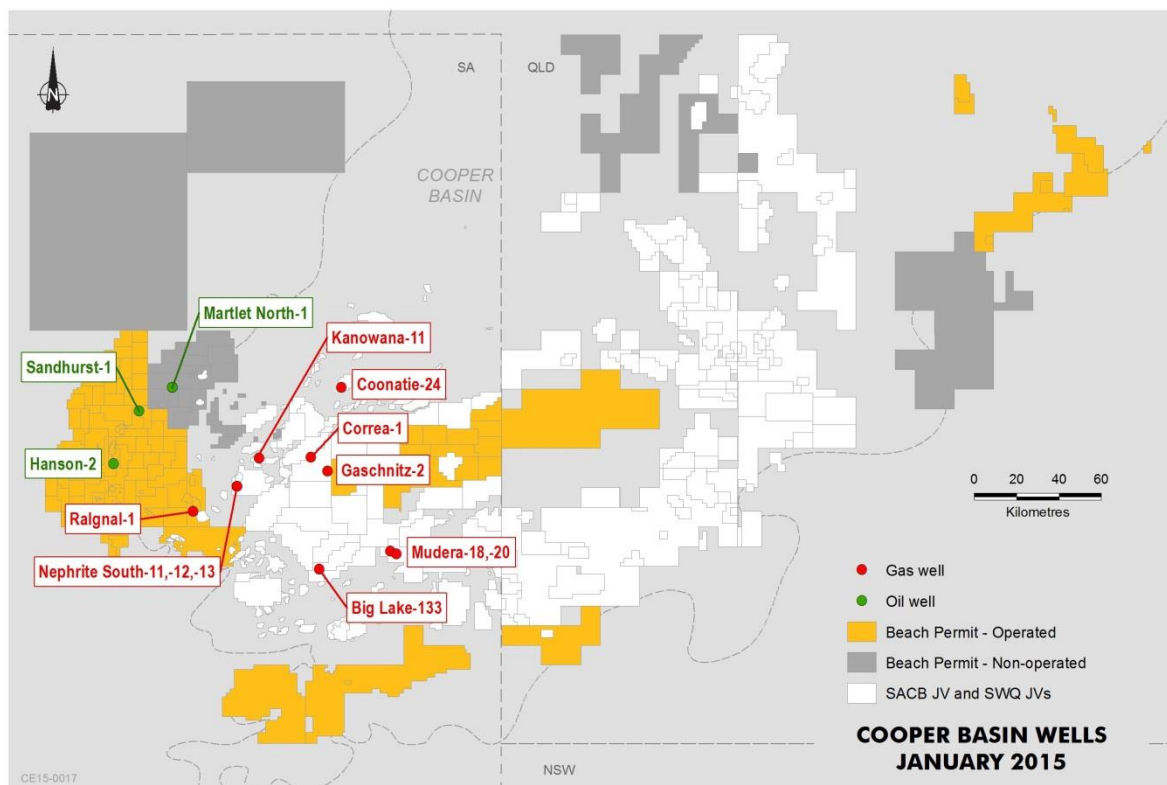 N
SA
QLD
COOPER
BASIN
Martlet North-1
Kanowana-11
Sandhurst-1
Coonatie-24
Correa-1
Hanson-2
Gaschnitz-2
Ralgnal-1
Mudera-18,-20
Nephrite South-11,-12,-13
Big Lake-133
0 20 40 60
Kilometres
Gas well
Oil well
Beach Permit - Operated
Beach Permit - Non-operated
SACB JV and SWQ JVs
COOPER BASIN WELLS
JANUARY 2015
NSW
CE15-0017